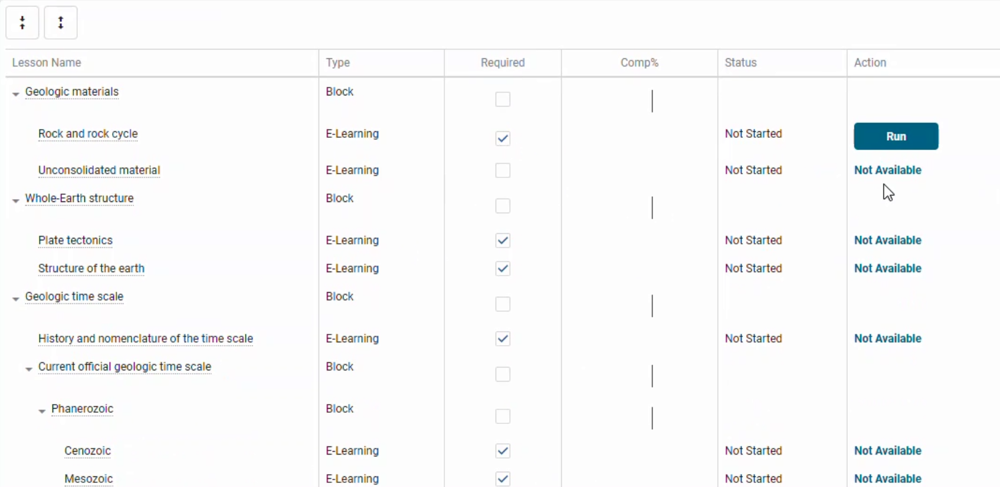 Lesson Name Type Required Comp% Status Action
Geologic materials Block
Rock and rock cycle E-Learning Not Started Run
Unconsolidated material E-Learning Not Started Not Available
Whole-Earth structure Block
Plate tectonics E-Learning Not Started Not Available
Structure of the earth E-Learning Not Started Not Available
Geologic time scale Block
History and nomenclature of the time scale E-Learning Not Started Not Available
Current official geologic time scale Block
Phanerozoic Block
Cenozoic E-Learning Not Started Not Available
Mesozoic E-Learning Not Started Not Available